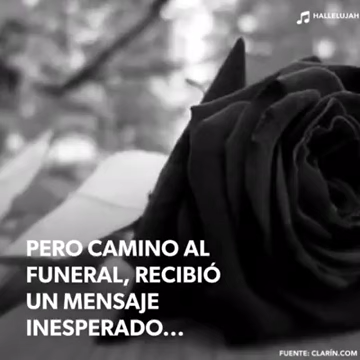 HALLELUJAH
PERO CAMINO AL
FUNERAL, RECIBIÓ
UN MENSAJE
INESPERADO...
FUENTE: CLARÍN.COM